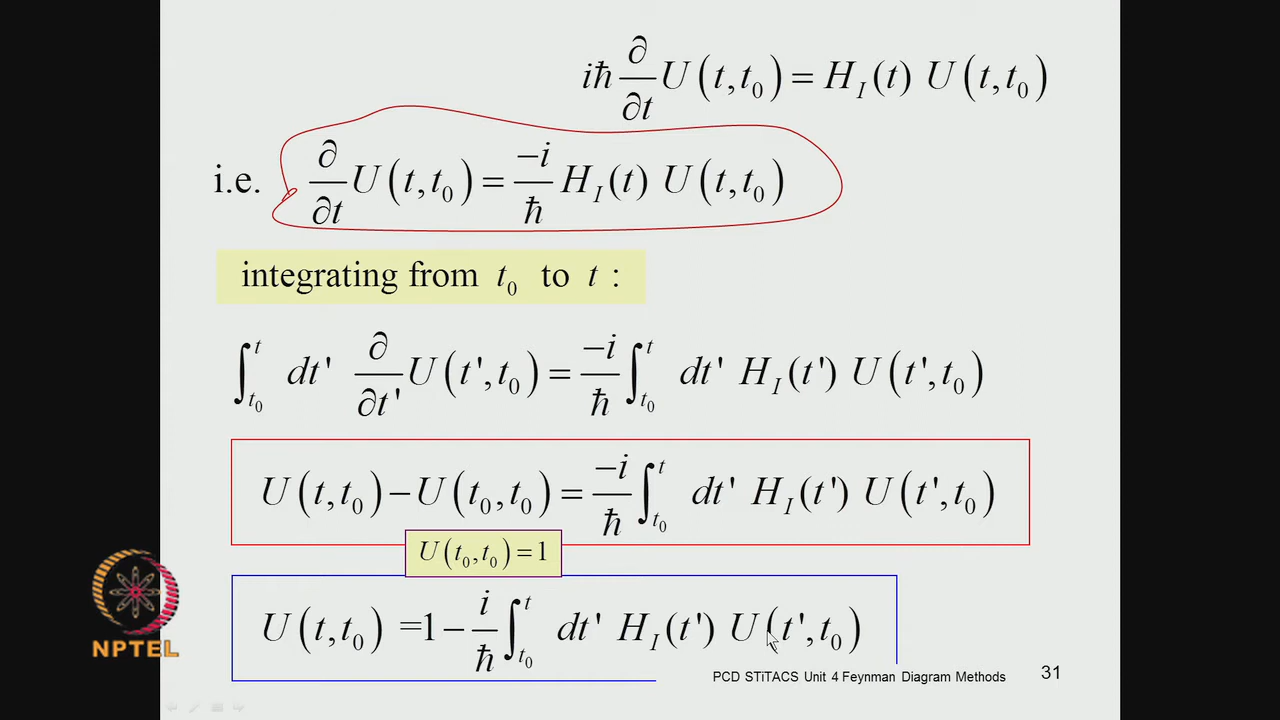 iħ ∂/∂t U(t,t₀) = H_I(t) U(t,t₀)
i.e. ∂/∂t U(t,t₀) = −i/ħ H_I(t) U(t,t₀)
integrating from t₀ to t :
∫_{t₀}^{t} dt' ∂/∂t' U(t',t₀) = −i/ħ ∫_{t₀}^{t} dt' H_I(t') U(t',t₀)
U(t,t₀) − U(t₀,t₀) = −i/ħ ∫_{t₀}^{t} dt' H_I(t') U(t',t₀)
U(t₀,t₀) = 1
U(t,t₀) =1 − i/ħ ∫_{t₀}^{t} dt' H_I(t') U(t',t₀)
NPTEL
PCD STiTACS Unit 4 Feynman Diagram Methods 31